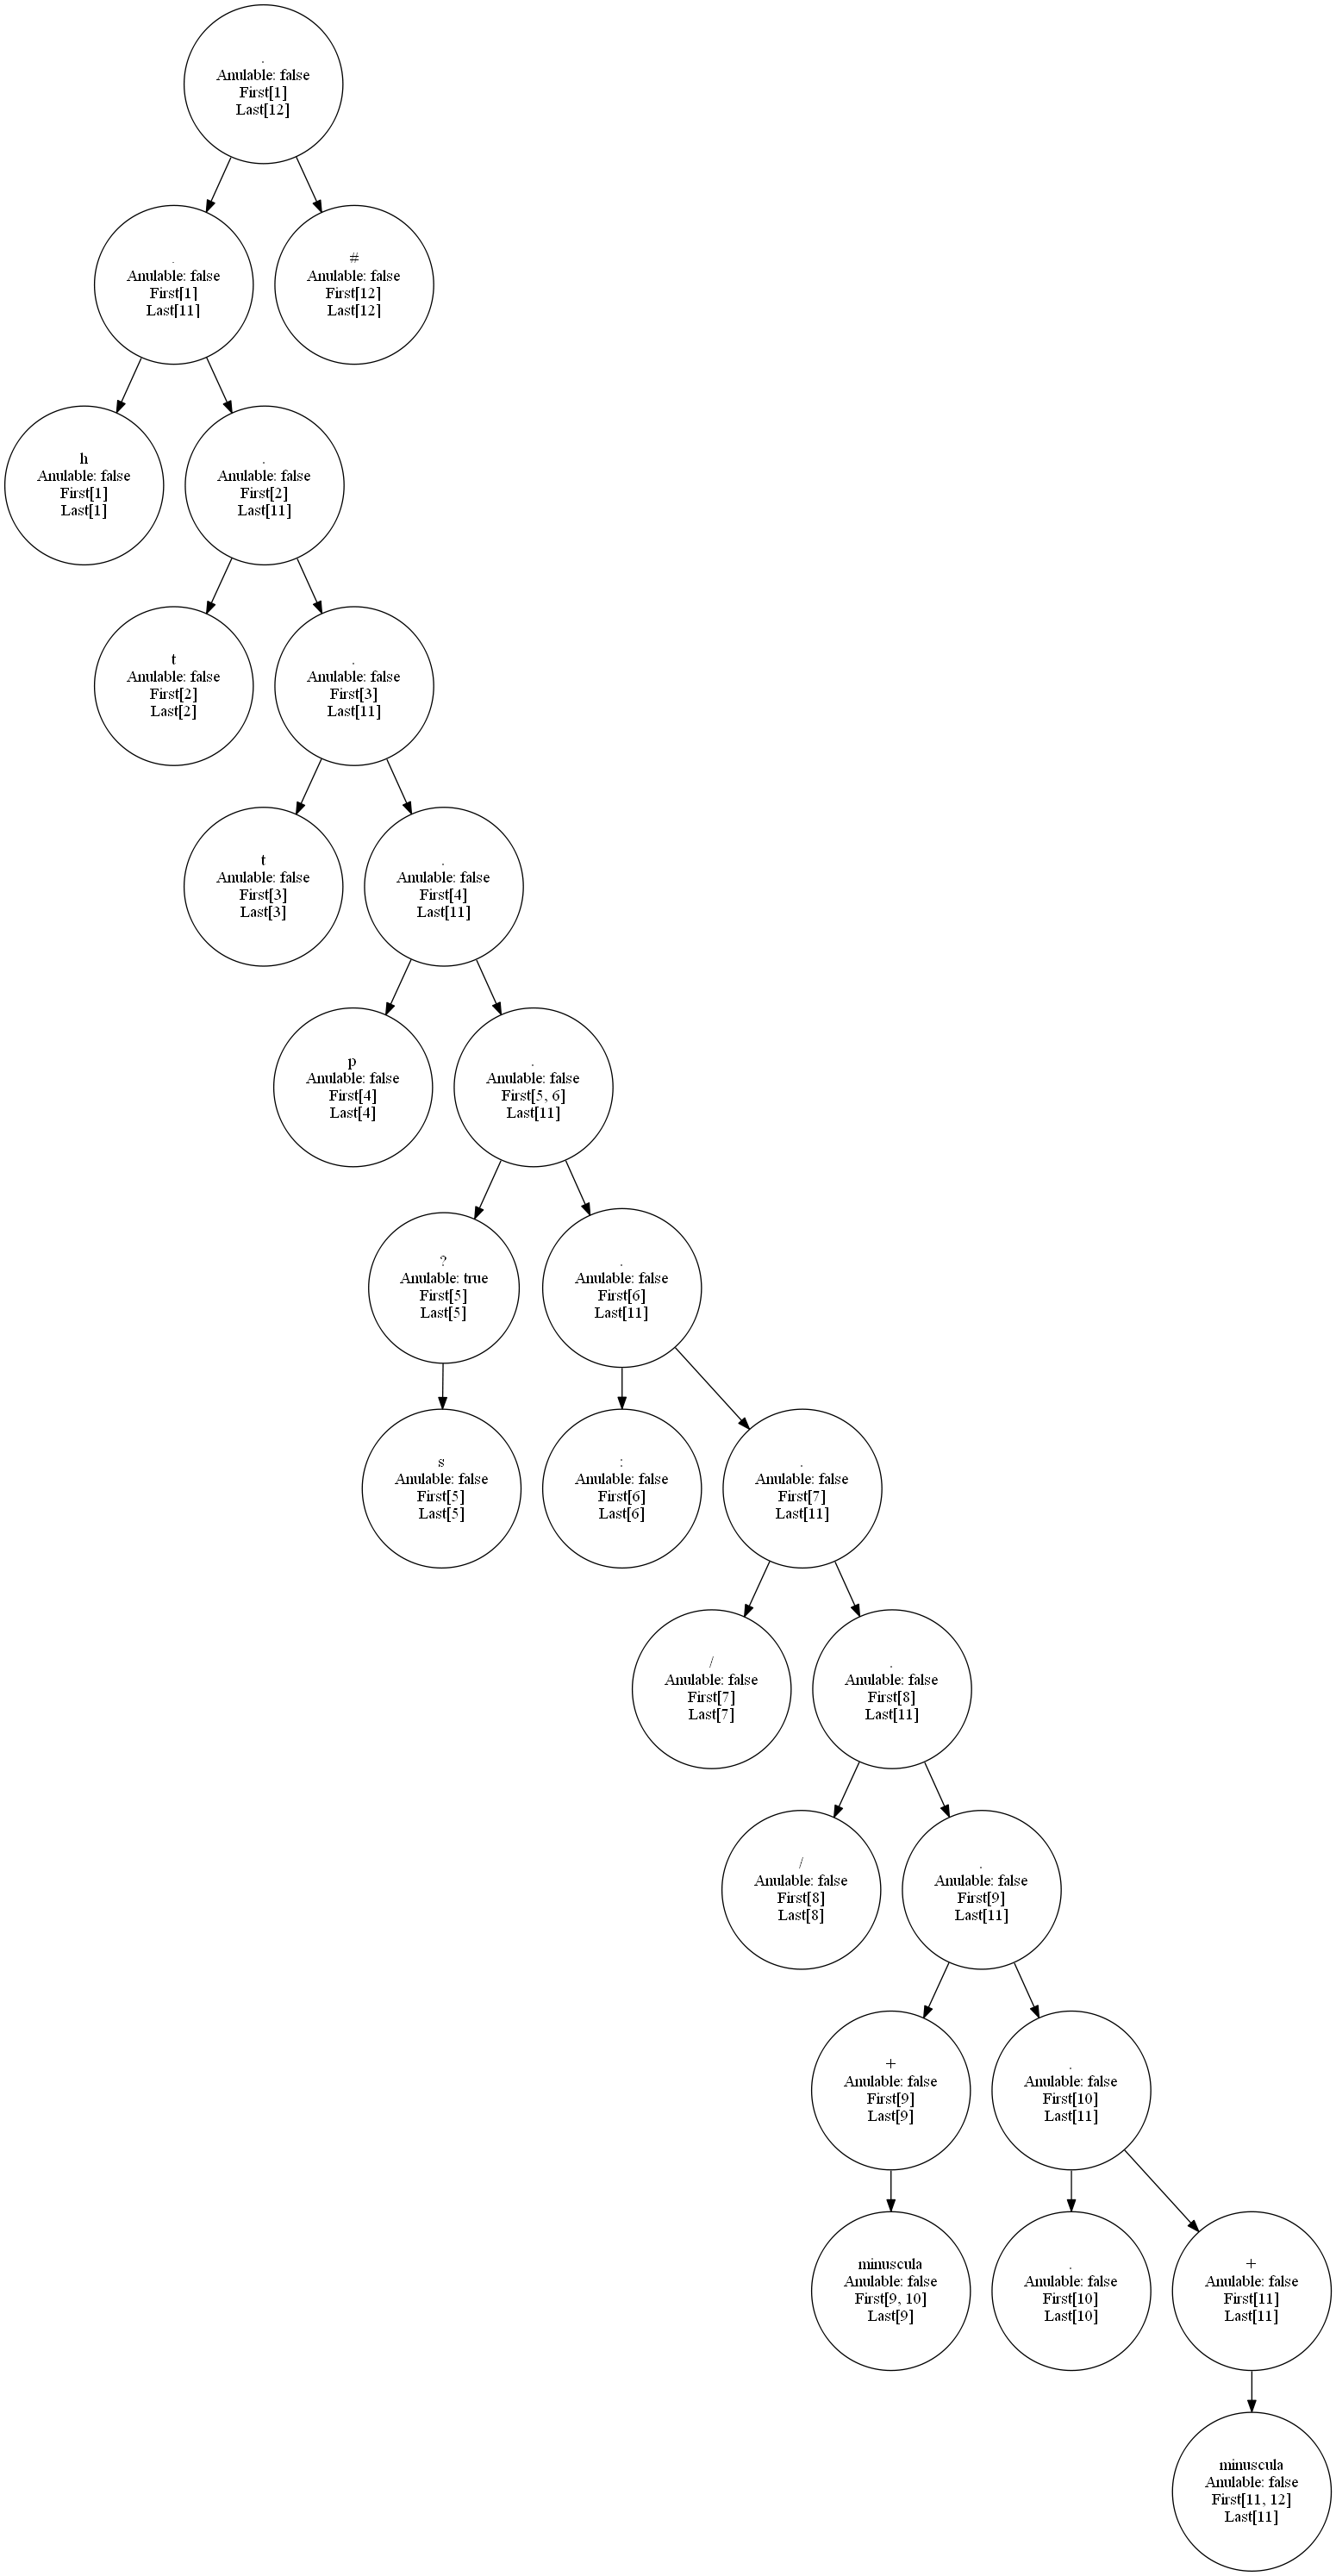 .
Anulable: false
First[1]
Last[12]
.
Anulable: false
First[1]
Last[11]
#
Anulable: false
First[12]
Last[12]
h
Anulable: false
First[1]
Last[1]
.
Anulable: false
First[2]
Last[11]
t
Anulable: false
First[2]
Last[2]
.
Anulable: false
First[3]
Last[11]
t
Anulable: false
First[3]
Last[3]
.
Anulable: false
First[4]
Last[11]
p
Anulable: false
First[4]
Last[4]
.
Anulable: false
First[5, 6]
Last[11]
?
Anulable: true
First[5]
Last[5]
.
Anulable: false
First[6]
Last[11]
s
Anulable: false
First[5]
Last[5]
:
Anulable: false
First[6]
Last[6]
.
Anulable: false
First[7]
Last[11]
/
Anulable: false
First[7]
Last[7]
.
Anulable: false
First[8]
Last[11]
/
Anulable: false
First[8]
Last[8]
.
Anulable: false
First[9]
Last[11]
+
Anulable: false
First[9]
Last[9]
.
Anulable: false
First[10]
Last[11]
minuscula
Anulable: false
First[9, 10]
Last[9]
.
Anulable: false
First[10]
Last[10]
+
Anulable: false
First[11]
Last[11]
minuscula
Anulable: false
First[11, 12]
Last[11]